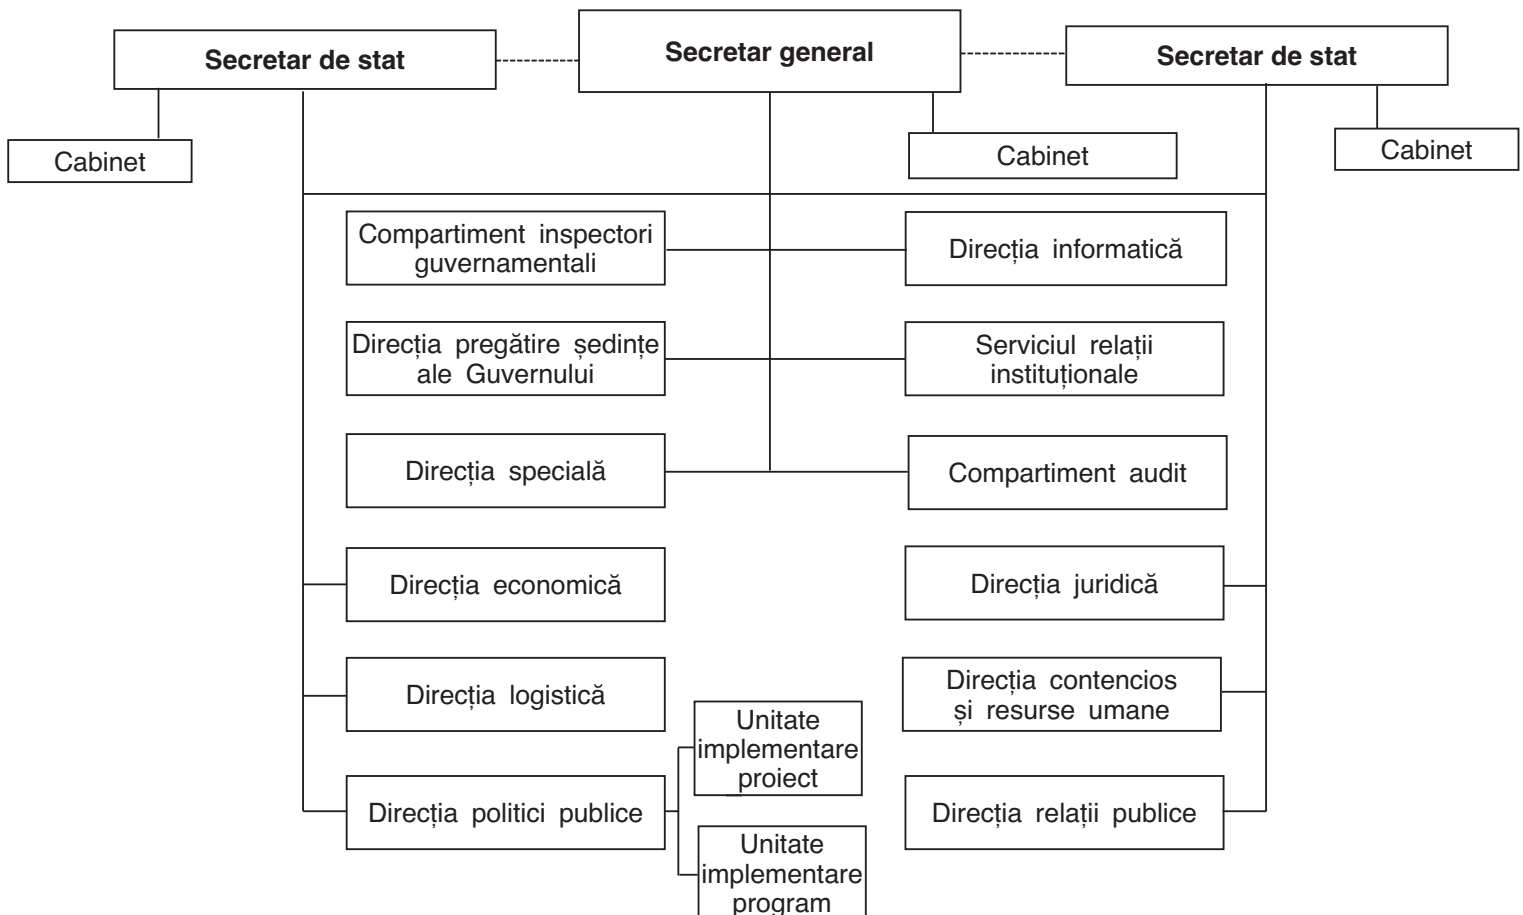 Secretar de stat
Secretar general
Secretar de stat
Cabinet
Cabinet
Cabinet
Compartiment inspectori
guvernamentali
Direcția informatică
Direcția pregătire ședințe
ale Guvernului
Serviciul relații
instituționale
Direcția specială
Compartiment audit
Direcția economică
Direcția juridică
Direcția logistică
Direcția contencios
și resurse umane
Unitate
implementare
proiect
Direcția politici publice
Direcția relații publice
Unitate
implementare
program